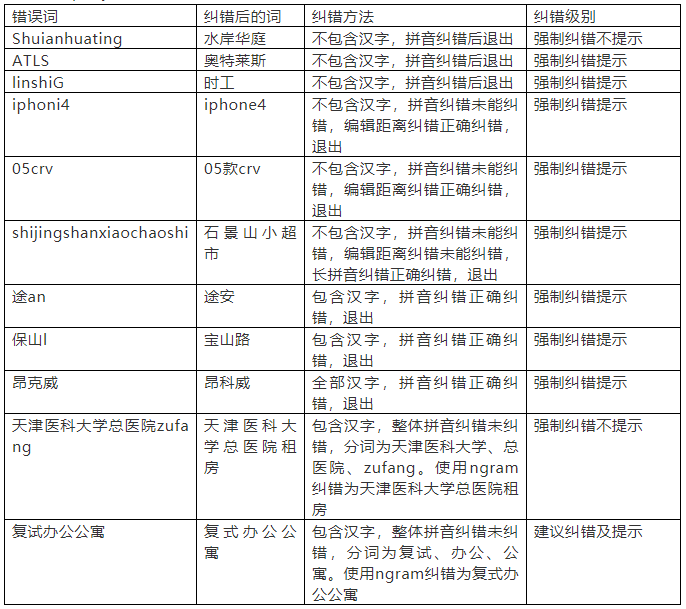 错误词 纠错后的词 纠错方法 纠错级别
Shuianhuating 水岸华庭 不包含汉字，拼音纠错后退出 强制纠错不提示
ATLS 奥特莱斯 不包含汉字，拼音纠错后退出 强制纠错提示
linshiG 时工 不包含汉字，拼音纠错后退出 强制纠错提示
iphoni4 iphone4 不包含汉字，拼音纠错未能纠 强制纠错提示
错，编辑距离纠错正确纠错，
退出
05crv 05款crv 不包含汉字，拼音纠错未能纠 强制纠错提示
错，编辑距离纠错正确纠错，
退出
shijingshanxiaochaoshi 石景山小超 不包含汉字，拼音纠错未能纠 强制纠错提示
市 错，编辑距离纠错未能纠错，
长拼音纠错正确纠错，退出
途an 途安 包含汉字，拼音纠错正确纠 强制纠错提示
错，退出
保山l 宝山路 包含汉字，拼音纠错正确纠 强制纠错提示
错，退出
昂克威 昂科威 全部汉字，拼音纠错正确纠 强制纠错提示
错，退出
天津医科大学总医院zufa 天津医科大 包含汉字，整体拼音纠错未纠 强制纠错不提示
ng 学总医院租 错，分词为天津医科大学、总
房 医院、zufang。使用ngram
纠错为天津医科大学总医院租
房
复试办公公寓 复式办公公 包含汉字，整体拼音纠错未纠 建议纠错及提示
寓 错，分词为复试、办公、公
寓。使用ngram纠错为复式办
公公寓